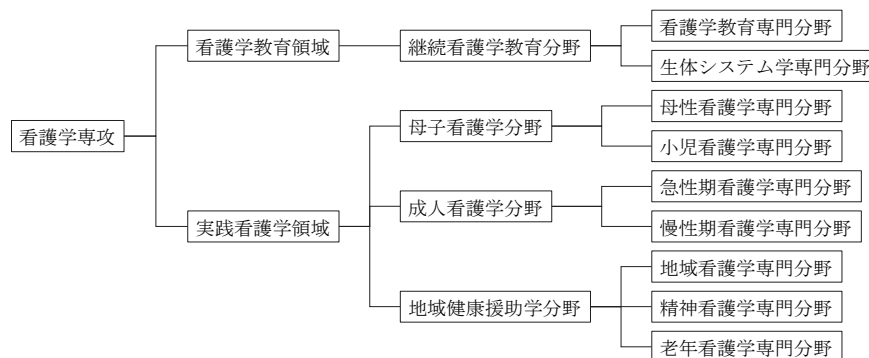 看護学専攻
看護学教育領域
継続看護学教育分野
看護学教育専門分野
生体システム学専門分野
実践看護学領域
母子看護学分野
母性看護学専門分野
小児看護学専門分野
成人看護学分野
急性期看護学専門分野
慢性期看護学専門分野
地域健康援助学分野
地域看護学専門分野
精神看護学専門分野
老年看護学専門分野